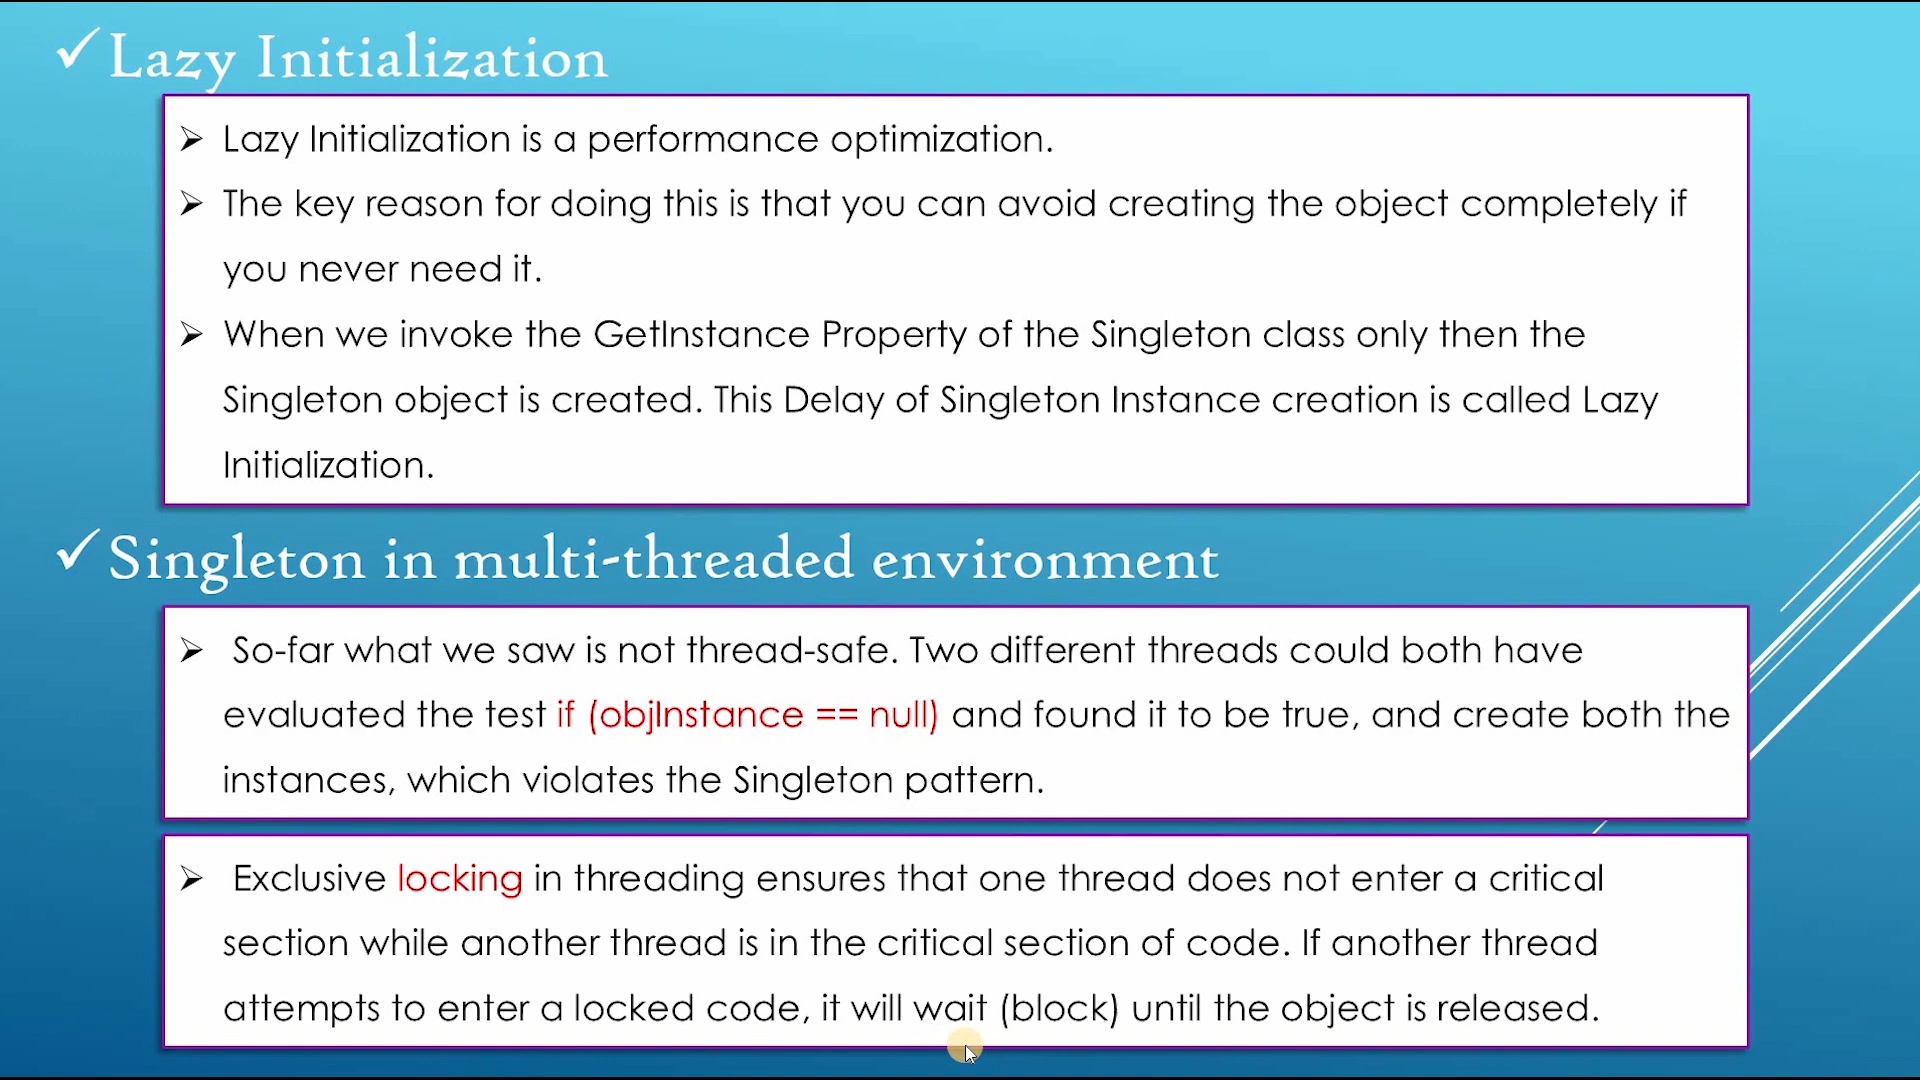 ✓ Lazy Initialization
➢ Lazy Initialization is a performance optimization.
➢ The key reason for doing this is that you can avoid creating the object completely if
you never need it.
➢ When we invoke the GetInstance Property of the Singleton class only then the
Singleton object is created. This Delay of Singleton Instance creation is called Lazy
Initialization.
✓ Singleton in multi-threaded environment
➢ So-far what we saw is not thread-safe. Two different threads could both have
evaluated the test if (objInstance == null) and found it to be true, and create both the
instances, which violates the Singleton pattern.
➢ Exclusive locking in threading ensures that one thread does not enter a critical
section while another thread is in the critical section of code. If another thread
attempts to enter a locked code, it will wait (block) until the object is released.